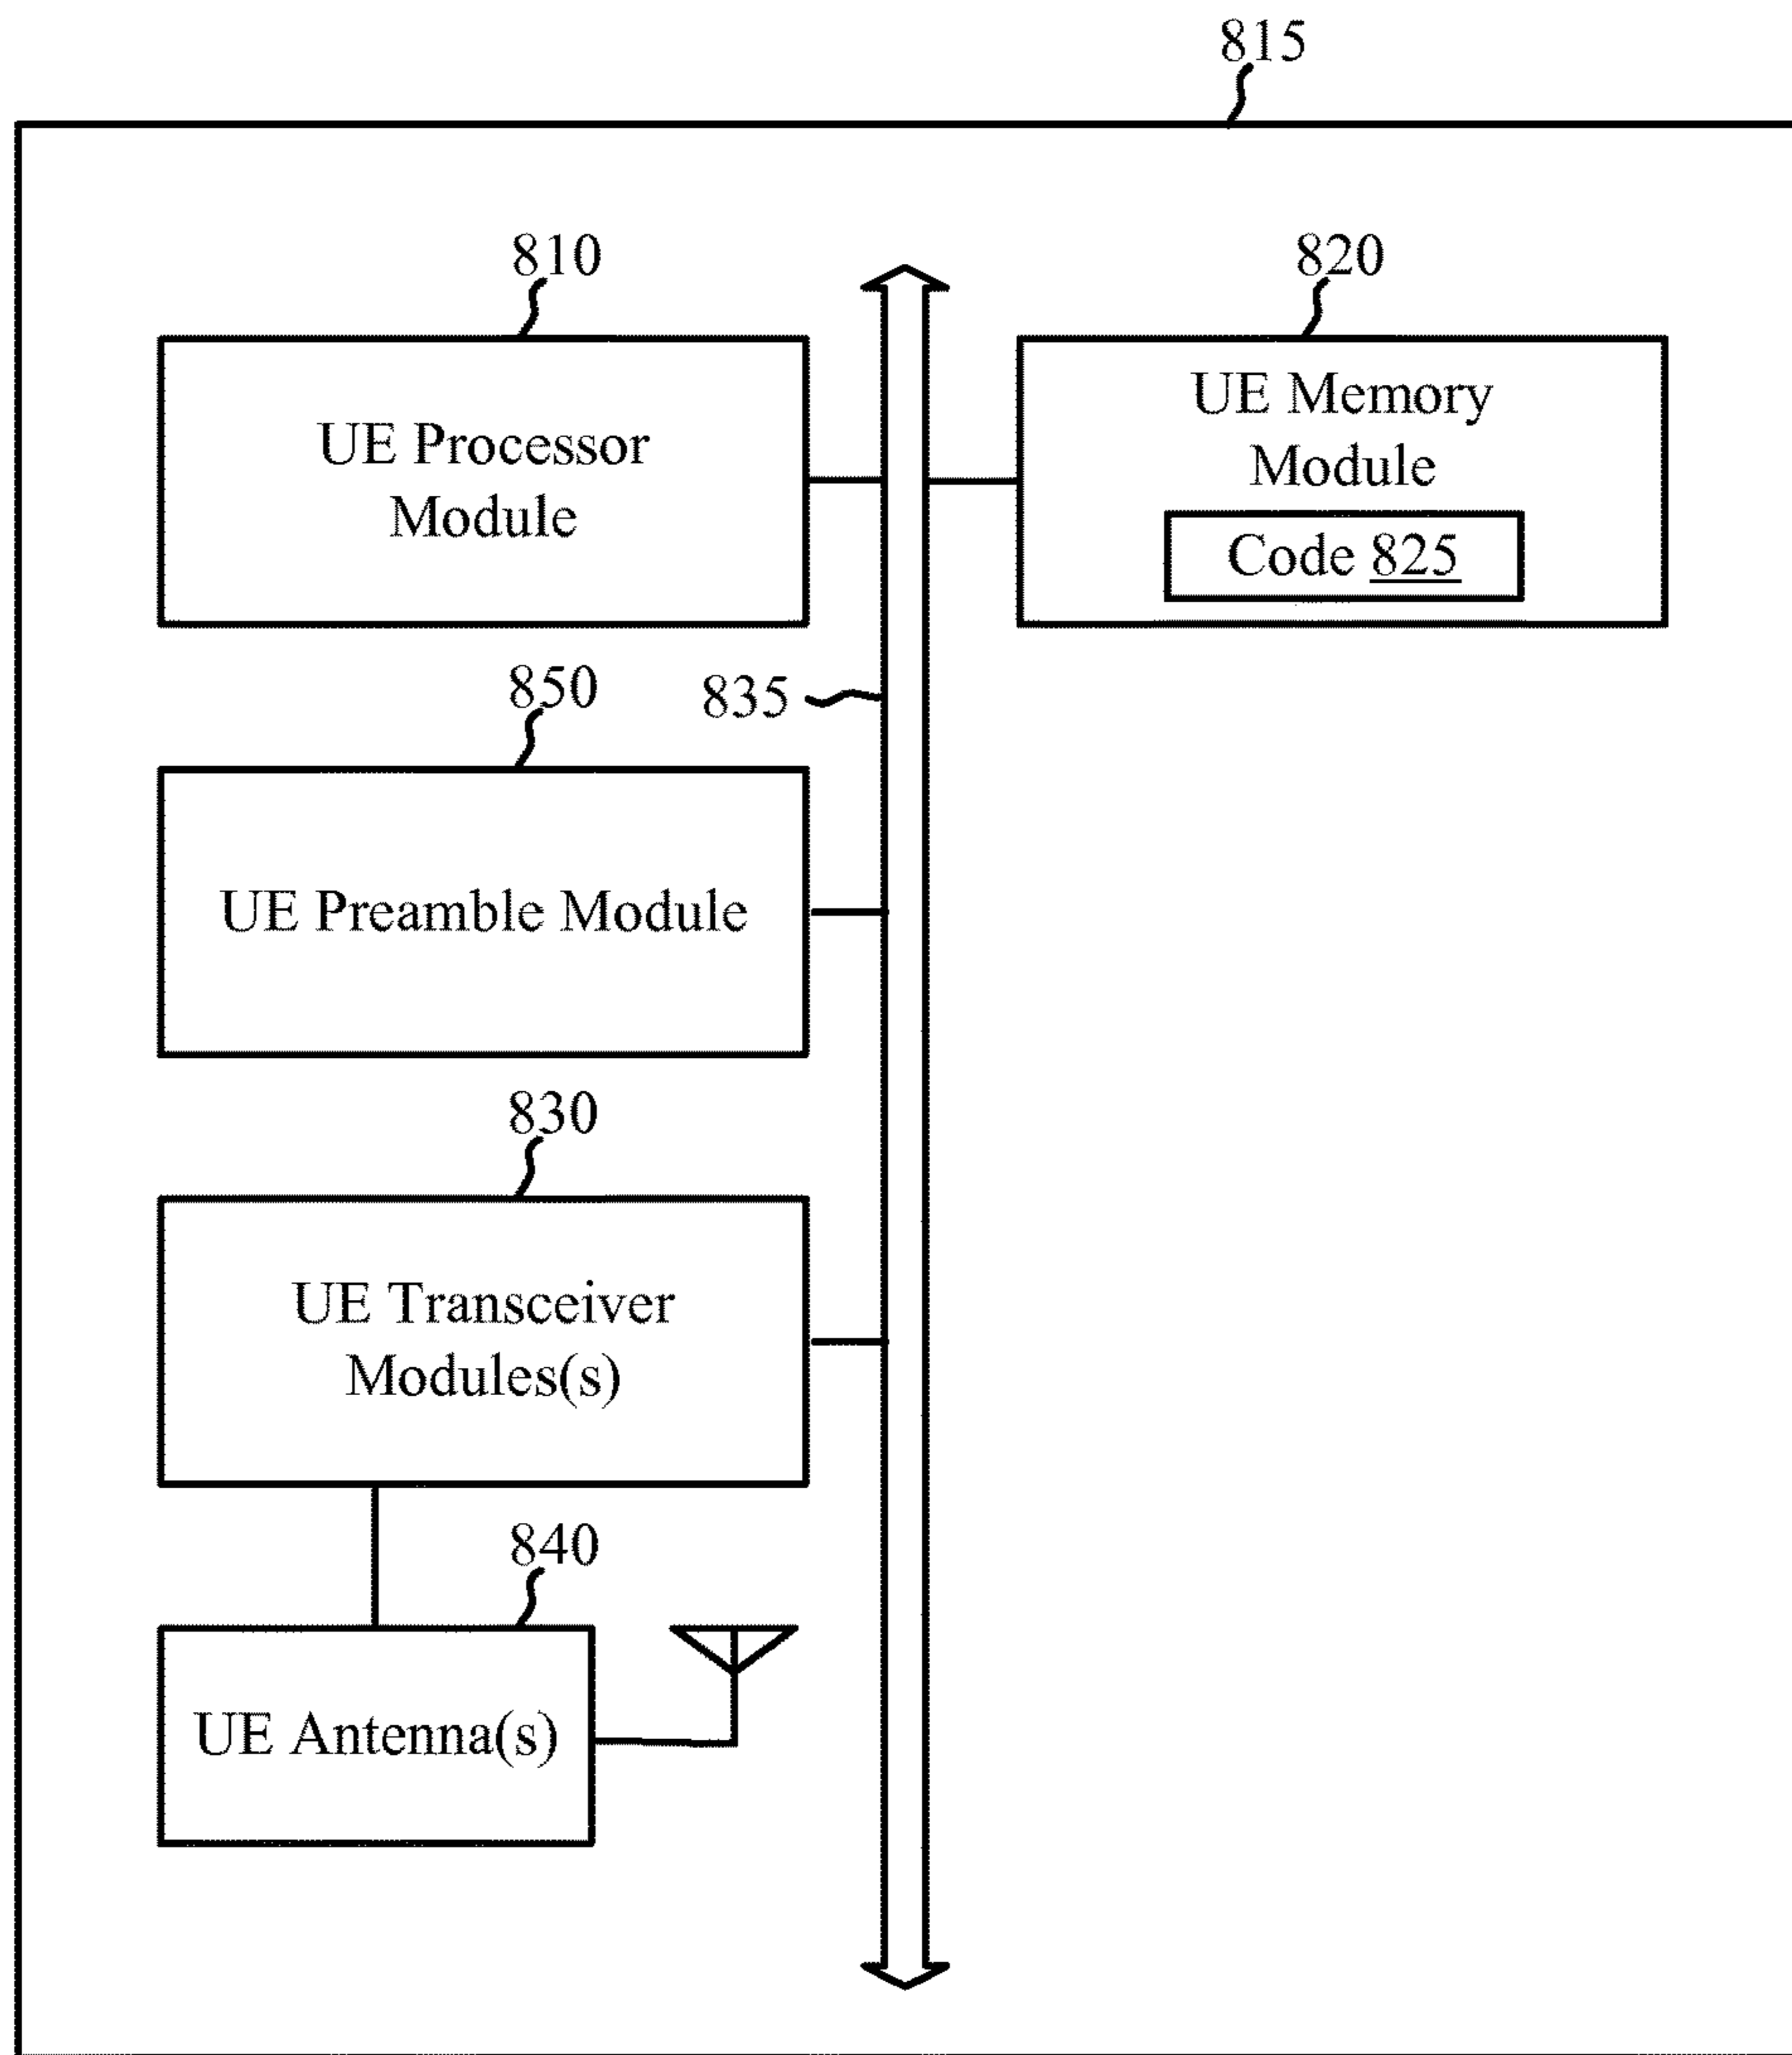 815
810
820
UE Processor
Module
UE Memory
Module
Code 825
850
835
UE Preamble Module
830
UE Transceiver
Modules(s)
840
UE Antenna(s)